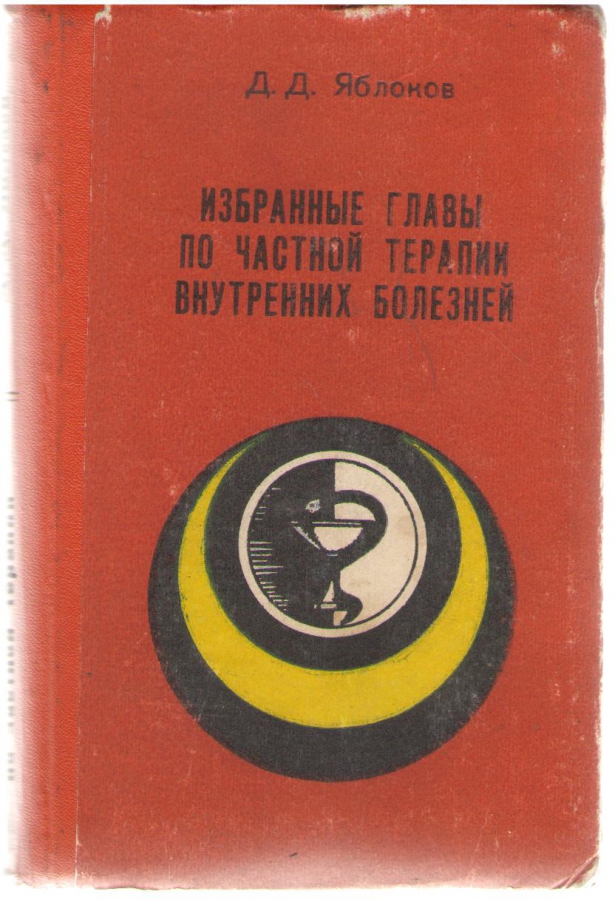 Д. Д. Яблоков
ИЗБРАННЫЕ ГЛАВЫ
ПО ЧАСТНОЙ ТЕРАПИИ
ВНУТРЕННИХ БОЛЕЗНЕЙ